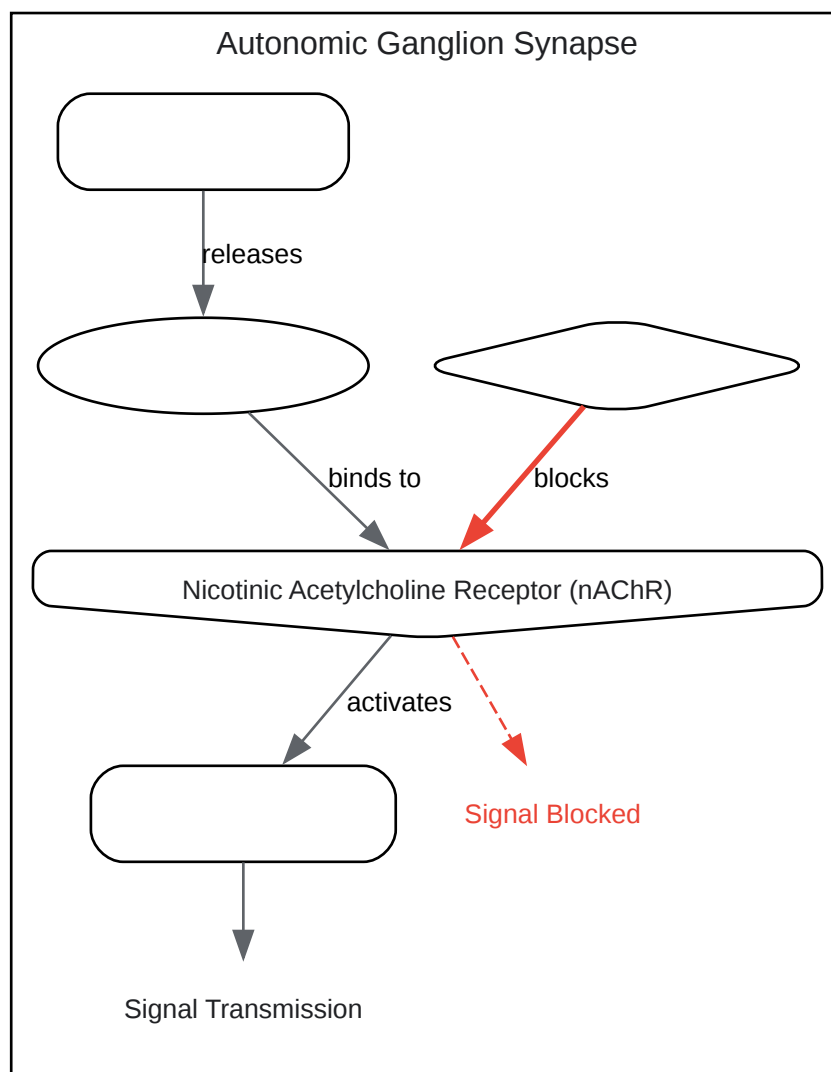 Autonomic Ganglion Synapse
releases
binds to
blocks
Nicotinic Acetylcholine Receptor (nAChR)
activates
Signal Blocked
Signal Transmission